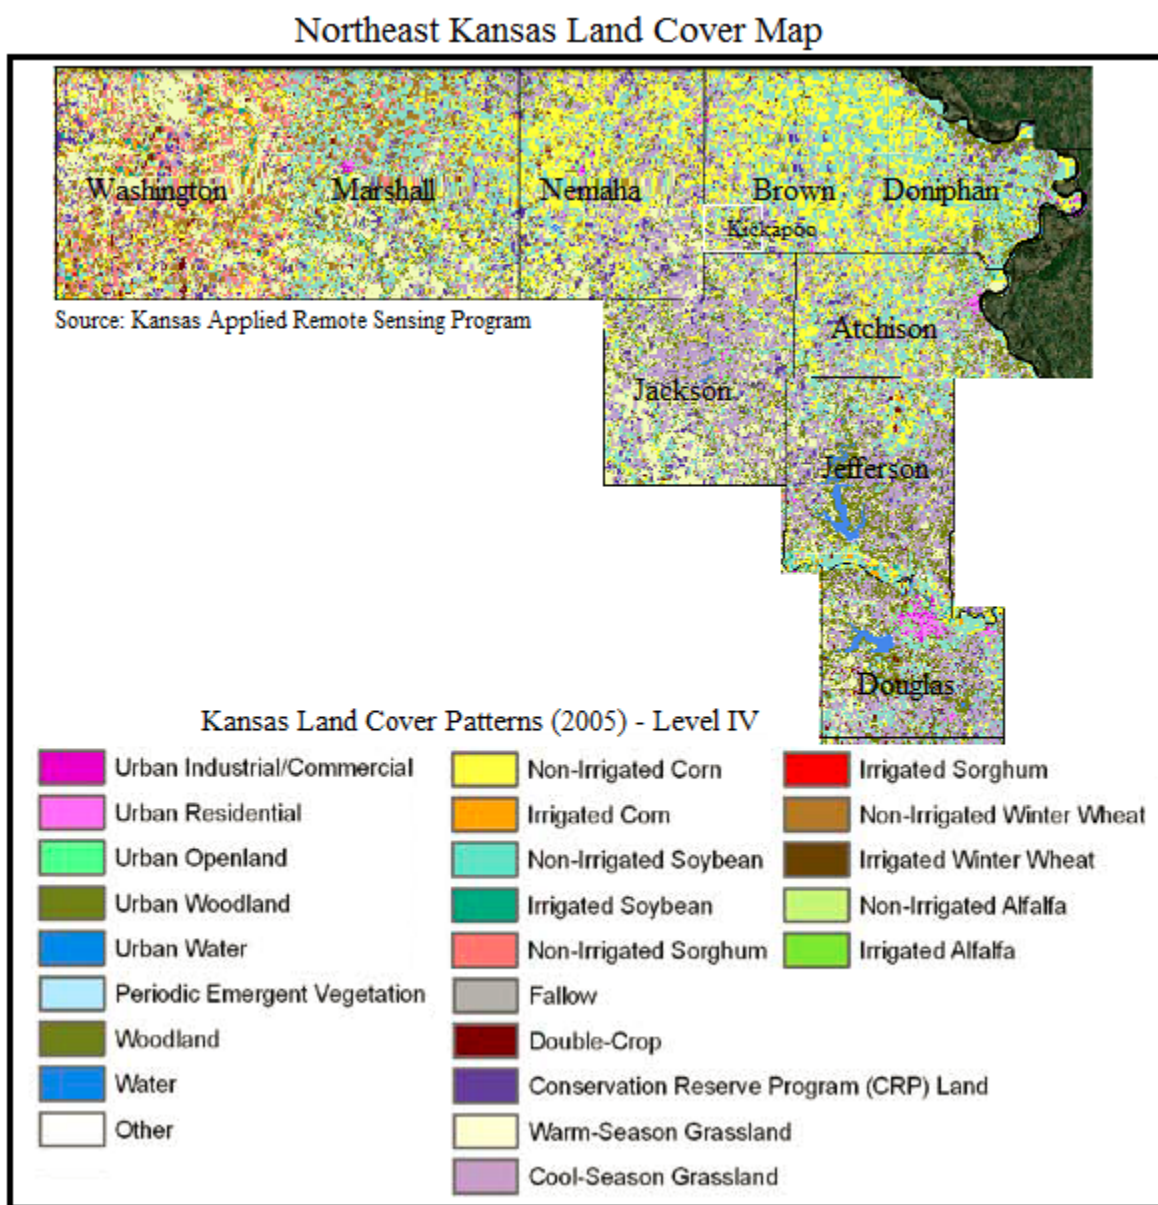 Northeast Kansas Land Cover Map
Washington
Marshall
Nemaha
Brown
Doniphan
Kickapoo
Source: Kansas Applied Remote Sensing Program
Atchison
Jackson
Jefferson
Douglas
Kansas Land Cover Patterns (2005) - Level IV
Urban Industrial/Commercial
Urban Residential
Urban Openland
Urban Woodland
Urban Water
Periodic Emergent Vegetation
Woodland
Water
Other
Non-Irrigated Corn
Irrigated Corn
Non-Irrigated Soybean
Irrigated Soybean
Non-Irrigated Sorghum
Fallow
Double-Crop
Conservation Reserve Program (CRP) Land
Warm-Season Grassland
Cool-Season Grassland
Irrigated Sorghum
Non-Irrigated Winter Wheat
Irrigated Winter Wheat
Non-Irrigated Alfalfa
Irrigated Alfalfa